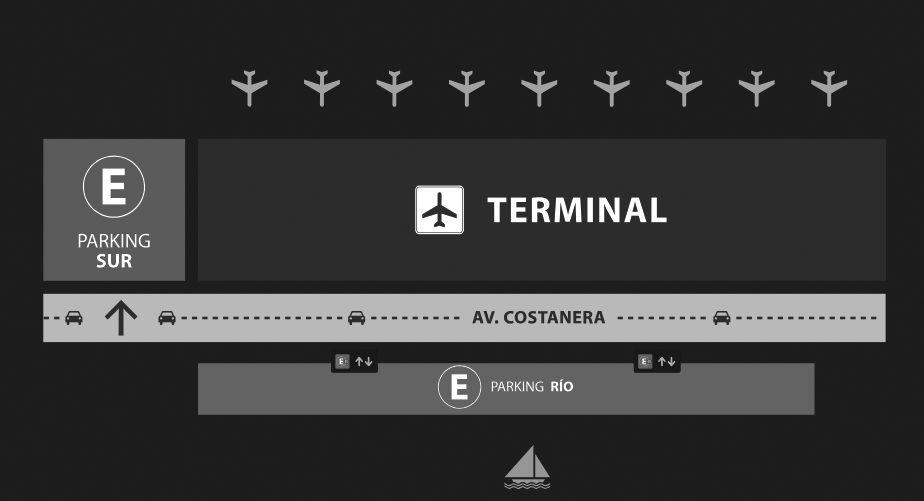 E
PARKING
SUR
TERMINAL
AV. COSTANERA
E
E
E
PARKING RÍO